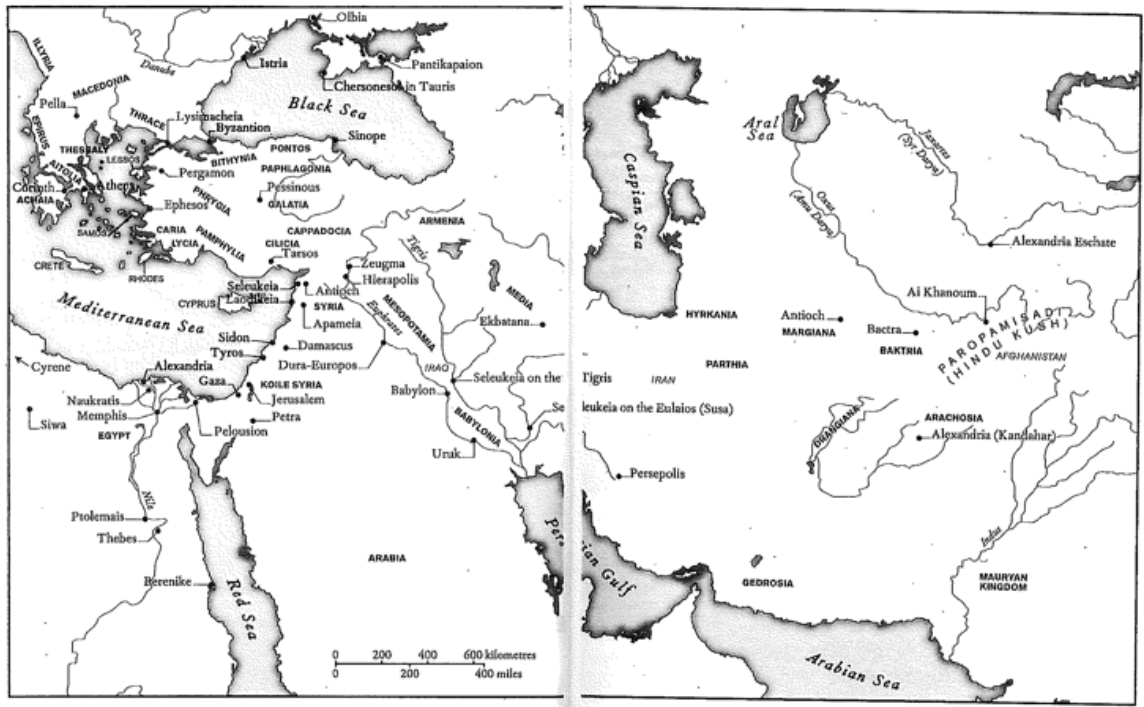 Olbia
ILLYRIA
Danube
Istria
Pantikapaion
MACEDONIA
Chersonesos in Tauris
Black Sea
Pella
Lysimacheia
THRACE
Byzantion
Sinope
EPIRUS
THESSALY
LESBOS
BITHYNIA
PONTOS
PAPHLAGONIA
AITOLIA
Pergamon
Corinth
Athens
PHRYGIA
Pessinous
GALATIA
ACHAIA
Ephesos
ARMENIA
SAMOS
CARIA
LYCIA
PAMPHYLIA
CAPPADOCIA
CILICIA
Tarsos
Tigris
CRETE
RHODES
Zeugma
Hierapolis
Seleukeia
Antioch
CYPRUS
Laodikeia
SYRIA
Apameia
Euphrates
MESOPOTAMIA
MEDIA
Ekbatana
Mediterranean Sea
Sidon
Tyros
Damascus
Dura-Europos
Cyrene
Alexandria
Gaza
KOILE SYRIA
IRAQ
Seleukeia on the
Tigris
Naukratis
Jerusalem
Babylon
Memphis
Petra
Siwa
EGYPT
Pelousion
BABYLONIA
Se
leukeia on the Eulaios (Susa)
Uruk
Nile
Ptolemais
Thebes
Berenike
Red Sea
ARABIA
Persian Gulf
0 200 400 600 kilometres
0 200 400 miles
Aral
Sea
Jaxartes
(Syr Darya)
Caspian Sea
Oxus
(Amu Darya)
Alexandria Eschate
Ai Khanoum
HYRKANIA
Antioch
MARGIANA
Bactra
BAKTRIA
PAROPAMISADI
(HINDU KUSH)
AFGHANISTAN
PARTHIA
IRAN
DRANGIANA
ARACHOSIA
Alexandria (Kandahar)
Persepolis
Indus
GEDROSIA
MAURYAN
KINGDOM
Arabian Sea